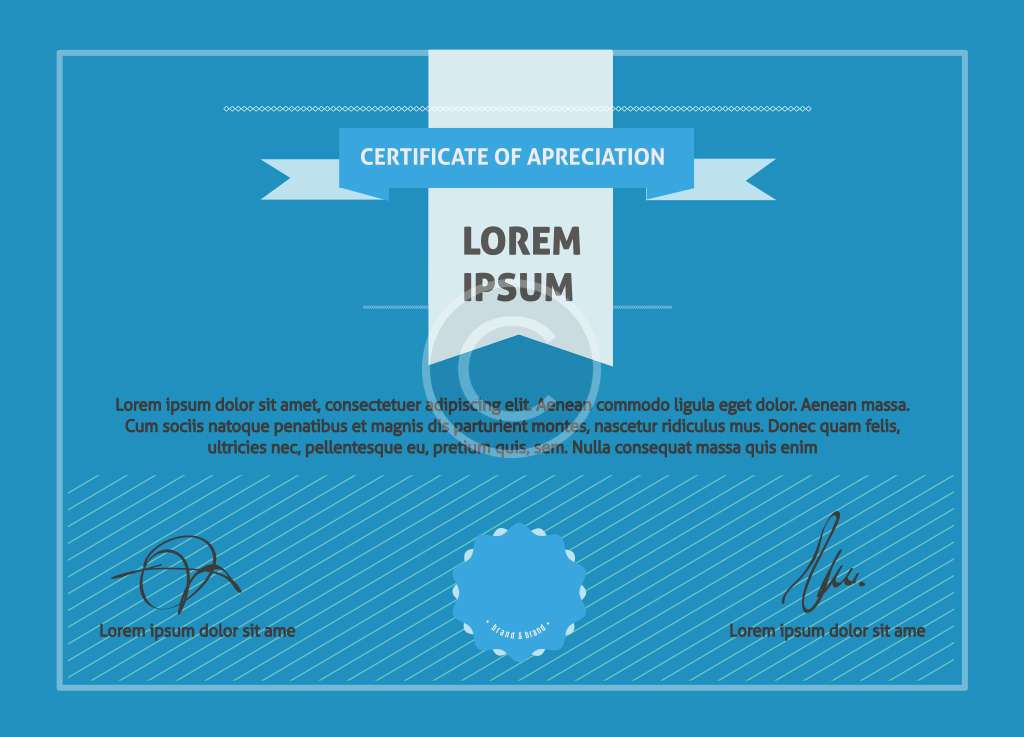 CERTIFICATE OF APRECIATION
LOREM
IPSUM
Lorem ipsum dolor sit amet, consectetuer adipiscing elit. Aenean commodo ligula eget dolor. Aenean massa.
Cum sociis natoque penatibus et magnis dis parturient montes, nascetur ridiculus mus. Donec quam felis,
ultricies nec, pellentesque eu, pretium quis, sem. Nulla consequat massa quis enim
Lorem ipsum dolor sit ame
• brand & brand •
Lorem ipsum dolor sit ame